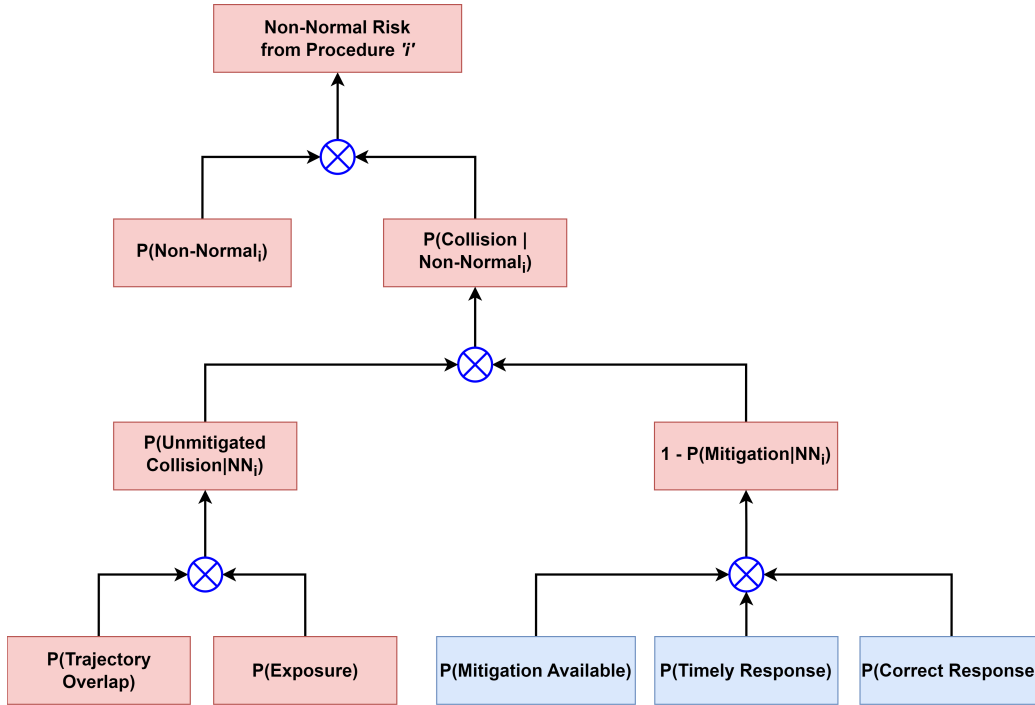 Non-Normal Risk
from Procedure 'i'
P(Non-Normalᵢ)
P(Collision |
Non-Normalᵢ)
P(Unmitigated
Collision|NNᵢ)
1 - P(Mitigation|NNᵢ)
P(Trajectory
Overlap)
P(Exposure)
P(Mitigation Available)
P(Timely Response)
P(Correct Response